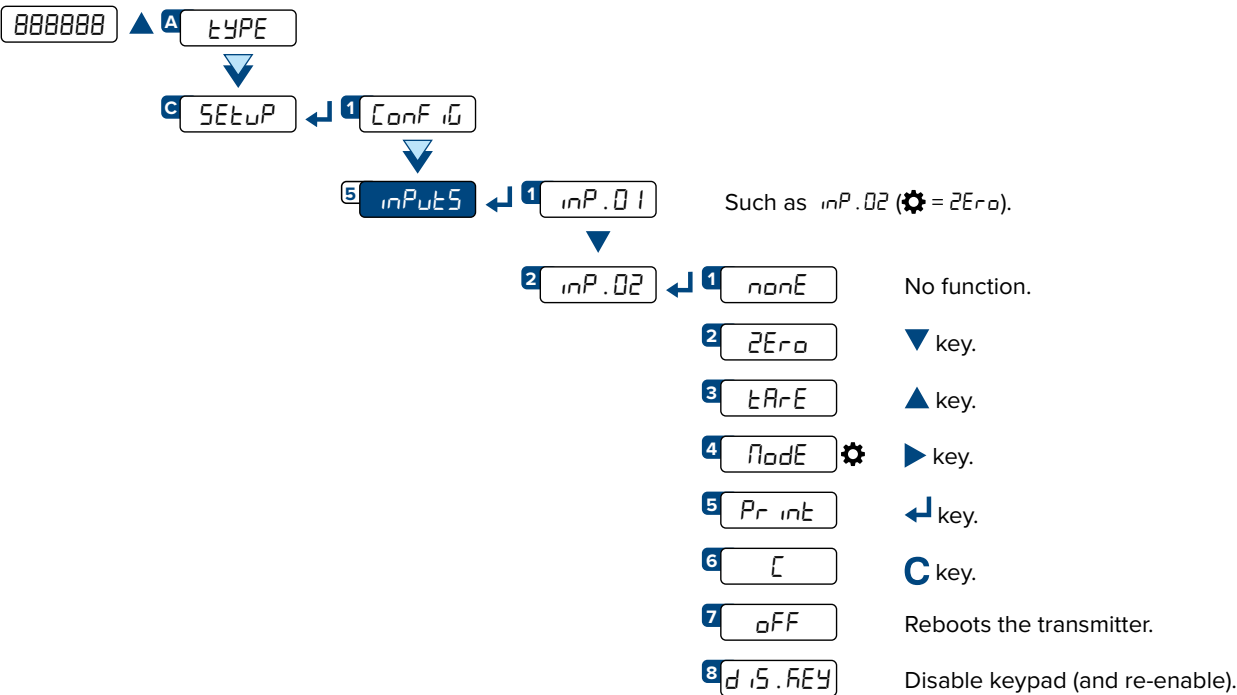 888888 A tYPE
C SEtuP 1 ConFiG
5 inPutS 1 inP.01 Such as inP.02 (⚙ = ZEro).
2 inP.02 1 nonE No function.
2 ZEro ▼ key.
3 tArE ▲ key.
4 ModE ⚙ ▶ key.
5 Print ↵ key.
6 C C key.
7 oFF Reboots the transmitter.
8 diS.KEY Disable keypad (and re-enable).